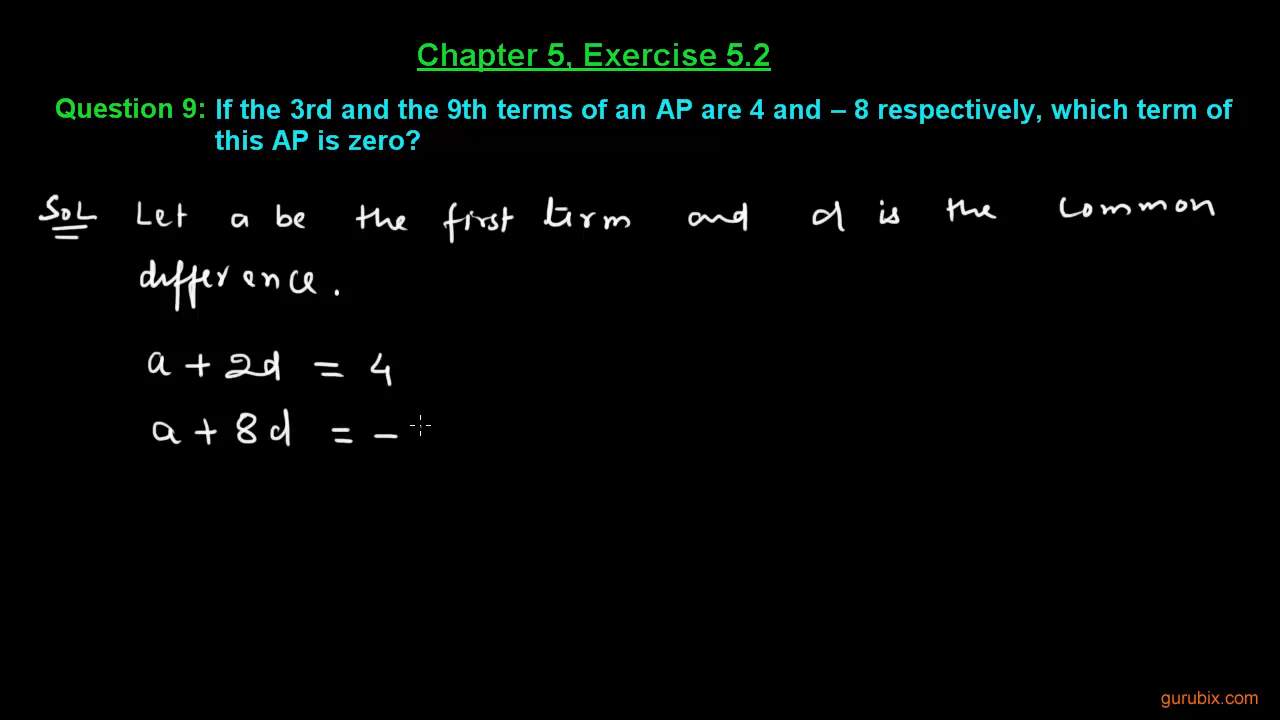 Chapter 5, Exercise 5.2
Question 9: If the 3rd and the 9th terms of an AP are 4 and – 8 respectively, which term of
this AP is zero?
Sol Let a be the first term and d is the common
difference.
a + 2d = 4
a + 8d = –
gurubix.com